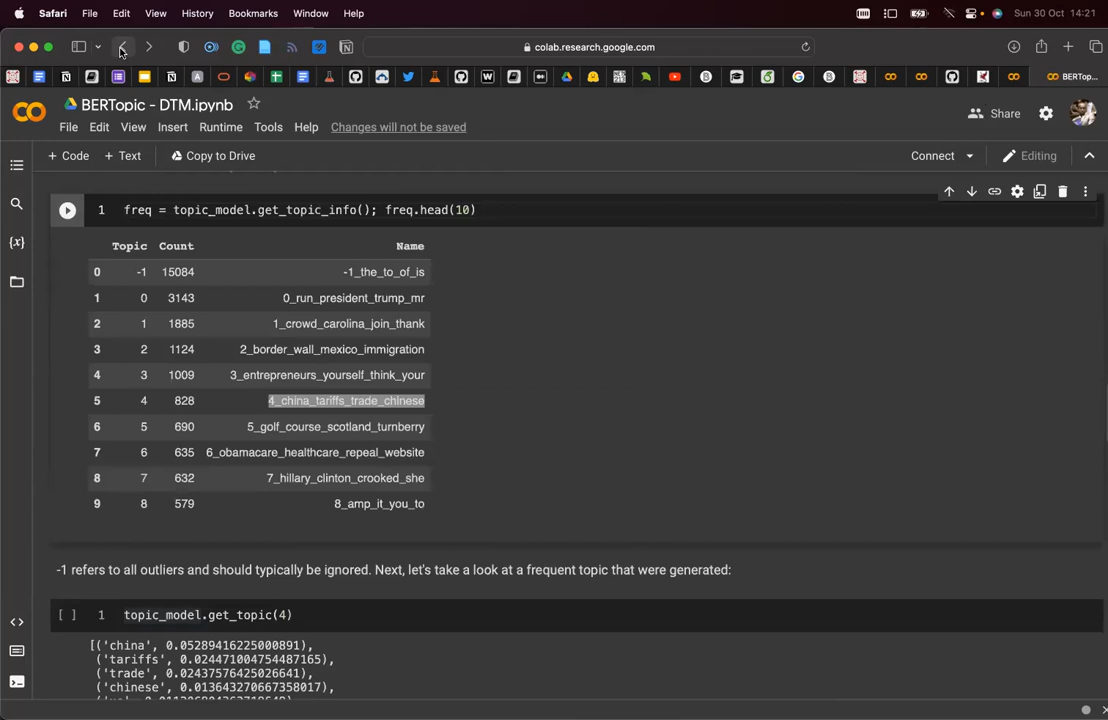 Safari File Edit View History Bookmarks Window Help Sun 30 Oct 14:21
colab.research.google.com
BERTop...
BERTopic - DTM.ipynb
File Edit View Insert Runtime Tools Help Changes will not be saved
Share
+ Code + Text Copy to Drive Connect Editing
1 freq = topic_model.get_topic_info(); freq.head(10)
Topic Count Name
0 -1 15084 -1_the_to_of_is
1 0 3143 0_run_president_trump_mr
2 1 1885 1_crowd_carolina_join_thank
3 2 1124 2_border_wall_mexico_immigration
4 3 1009 3_entrepreneurs_yourself_think_your
5 4 828 4_china_tariffs_trade_chinese
6 5 690 5_golf_course_scotland_turnberry
7 6 635 6_obamacare_healthcare_repeal_website
8 7 632 7_hillary_clinton_crooked_she
9 8 579 8_amp_it_you_to
-1 refers to all outliers and should typically be ignored. Next, let's take a look at a frequent topic that were generated:
[ ] 1 topic_model.get_topic(4)
[('china', 0.05289416225000891),
('tariffs', 0.024471004754487165),
('trade', 0.02437576425026641),
('chinese', 0.013643270667358017),